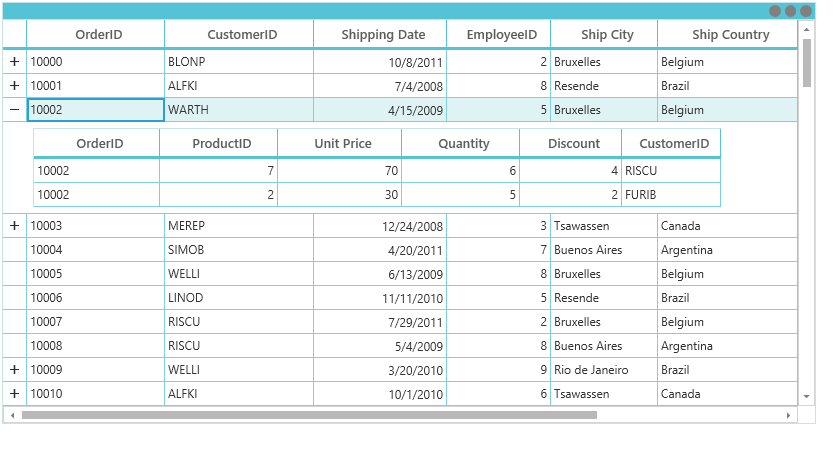 OrderID CustomerID Shipping Date EmployeeID Ship City Ship Country
+ 10000 BLONP 10/8/2011 2 Bruxelles Belgium
+ 10001 ALFKI 7/4/2008 8 Resende Brazil
− 10002 WARTH 4/15/2009 5 Bruxelles Belgium
OrderID ProductID Unit Price Quantity Discount CustomerID
10002 7 70 6 4 RISCU
10002 2 30 5 2 FURIB
+ 10003 MEREP 12/24/2008 3 Tsawassen Canada
10004 SIMOB 4/20/2011 7 Buenos Aires Argentina
10005 WELLI 6/13/2009 8 Bruxelles Belgium
10006 LINOD 11/11/2010 5 Resende Brazil
10007 RISCU 7/29/2011 2 Bruxelles Belgium
10008 RISCU 5/4/2009 8 Buenos Aires Argentina
+ 10009 WELLI 3/20/2010 9 Rio de Janeiro Brazil
+ 10010 ALFKI 10/1/2010 6 Tsawassen Canada